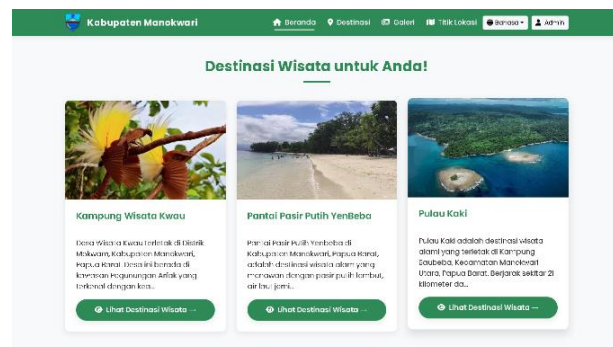 Kabupaten Manokwari
Beranda Destinasi Galeri Titik Lokasi Bahasa Admin
Destinasi Wisata untuk Anda!
Kampung Wisata Kwau
Desa Wisata Kwau terletak di Distrik
Mokwam, Kabupaten Manokwari,
Papua Barat. Desa ini berada di
kawasan Pegunungan Arfak yang
terkenal dengan kea...
Lihat Destinasi Wisata →
Pantai Pasir Putih YenBeba
Pantai Pasir Putih Yenbeba di
Kabupaten Manokwari, Papua Barat,
adalah destinasi wisata alam yang
menawan dengan pasir putih lembut,
air laut jerni...
Lihat Destinasi Wisata →
Pulau Kaki
Pulau Kaki adalah destinasi wisata
alami yang terletak di Kampung
Saubeba, Kecamatan Manokwari
Utara, Papua Barat. Berjarak sekitar 21
kilometer da...
Lihat Destinasi Wisata →